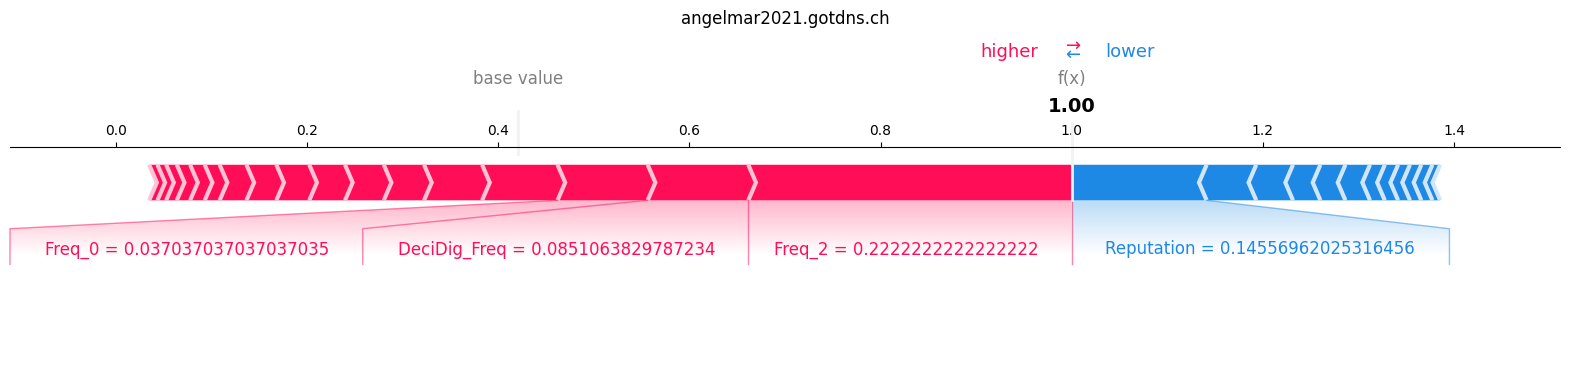 angelmar2021.gotdns.ch
higher ⇄ lower
base value f(x)
1.00
0.0 0.2 0.4 0.6 0.8 1.0 1.2 1.4
Freq_0 = 0.037037037037037035 DeciDig_Freq = 0.0851063829787234 Freq_2 = 0.2222222222222222 Reputation = 0.14556962025316456